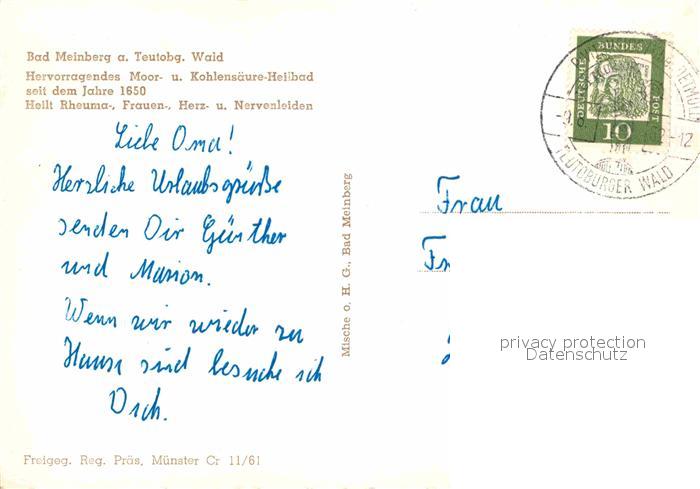 Bad Meinberg a. Teutobg. Wald
Hervorragendes Moor- u. Kohlensäure-Heilbad
seit dem Jahre 1650
Heilt Rheuma-, Frauen-, Herz- u. Nervenleiden
Liebe Oma!
Herzliche Urlaubsgrüße
senden Dir Günther
und Marion.
Wenn wir wieder zu
Hause sind besuche ich
Dich.
Freigeg. Reg. Präs. Münster Cr 11/61
Mische o. H. G., Bad Meinberg
DEUTSCHE BUNDES POST
10
TEUTOBURGER WALD
Frau
privacy protection
Datenschutz